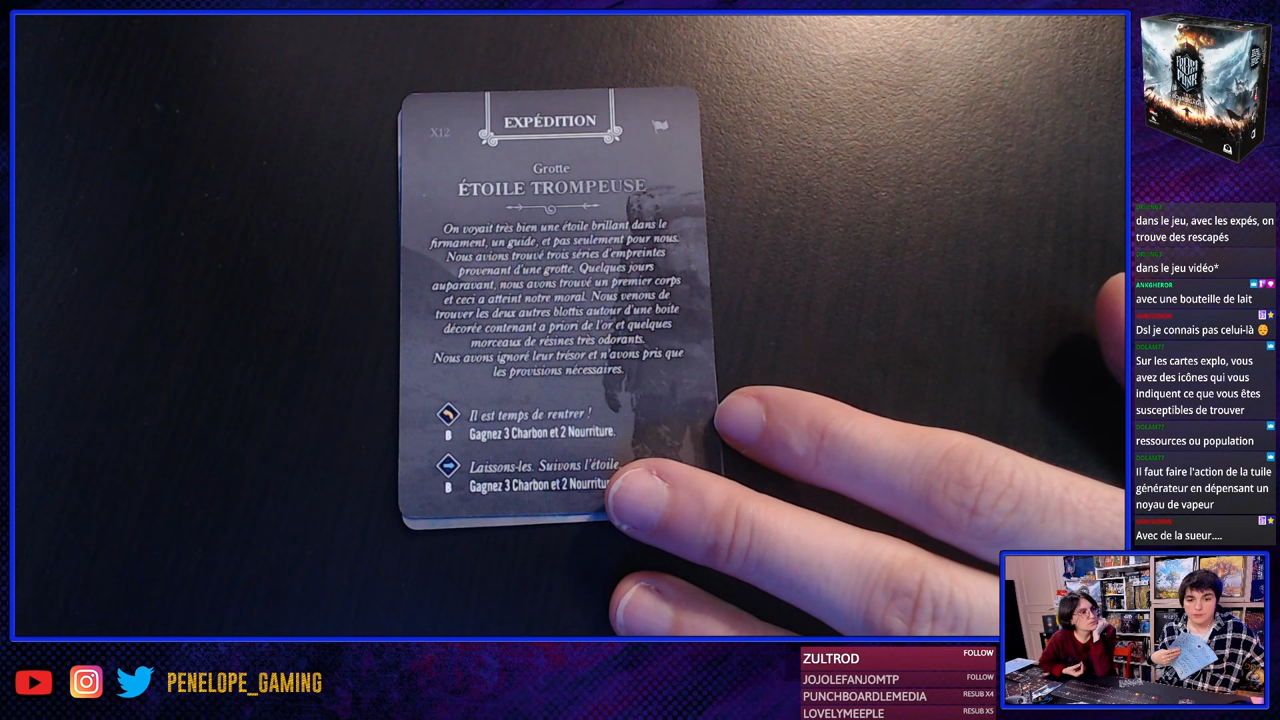 X12
EXPÉDITION
Grotte
ÉTOILE TROMPEUSE
On voyait très bien une étoile brillant dans le
firmament, un guide, et pas seulement pour nous.
Nous avions trouvé trois séries d'empreintes
provenant d'une grotte. Quelques jours
auparavant, nous avons trouvé un premier corps
et ceci a atteint notre moral. Nous venons de
trouver les deux autres blottis autour d'une boîte
décorée contenant a priori de l'or et quelques
morceaux de résines très odorants.
Nous avons ignoré leur trésor et n'avons pris que
les provisions nécessaires.
Il est temps de rentrer !
B Gagnez 3 Charbon et 2 Nourriture.
Laissons-les. Suivons l'étoile
B Gagnez 3 Charbon et 2
FROST
PUNK
dans le jeu, avec les expés, on
trouve des rescapés
dans le jeu vidéo*
ANKGHEROR
avec une bouteille de lait
Dsl je connais pas celui-là
DOLAM77
Sur les cartes explo, vous
avez des icônes qui vous
indiquent ce que vous êtes
susceptibles de trouver
DOLAM77
ressources ou population
DOLAM77
Il faut faire l'action de la tuile
générateur en dépensant un
noyau de vapeur
Avec de la sueur....
PENELOPE_GAMING
ZULTROD FOLLOW
JOJOLEFANJOMTP FOLLOW
PUNCHBOARDLEMEDIA RESUB X4
LOVELYMEEPLE RESUB X5